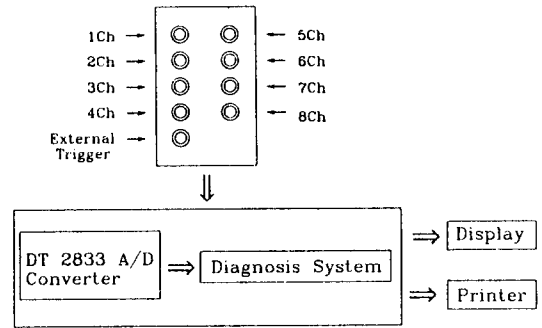 1Ch
2Ch
3Ch
4Ch
External
Trigger
5Ch
6Ch
7Ch
8Ch
DT 2833 A/D
Converter
Diagnosis System
Display
Printer